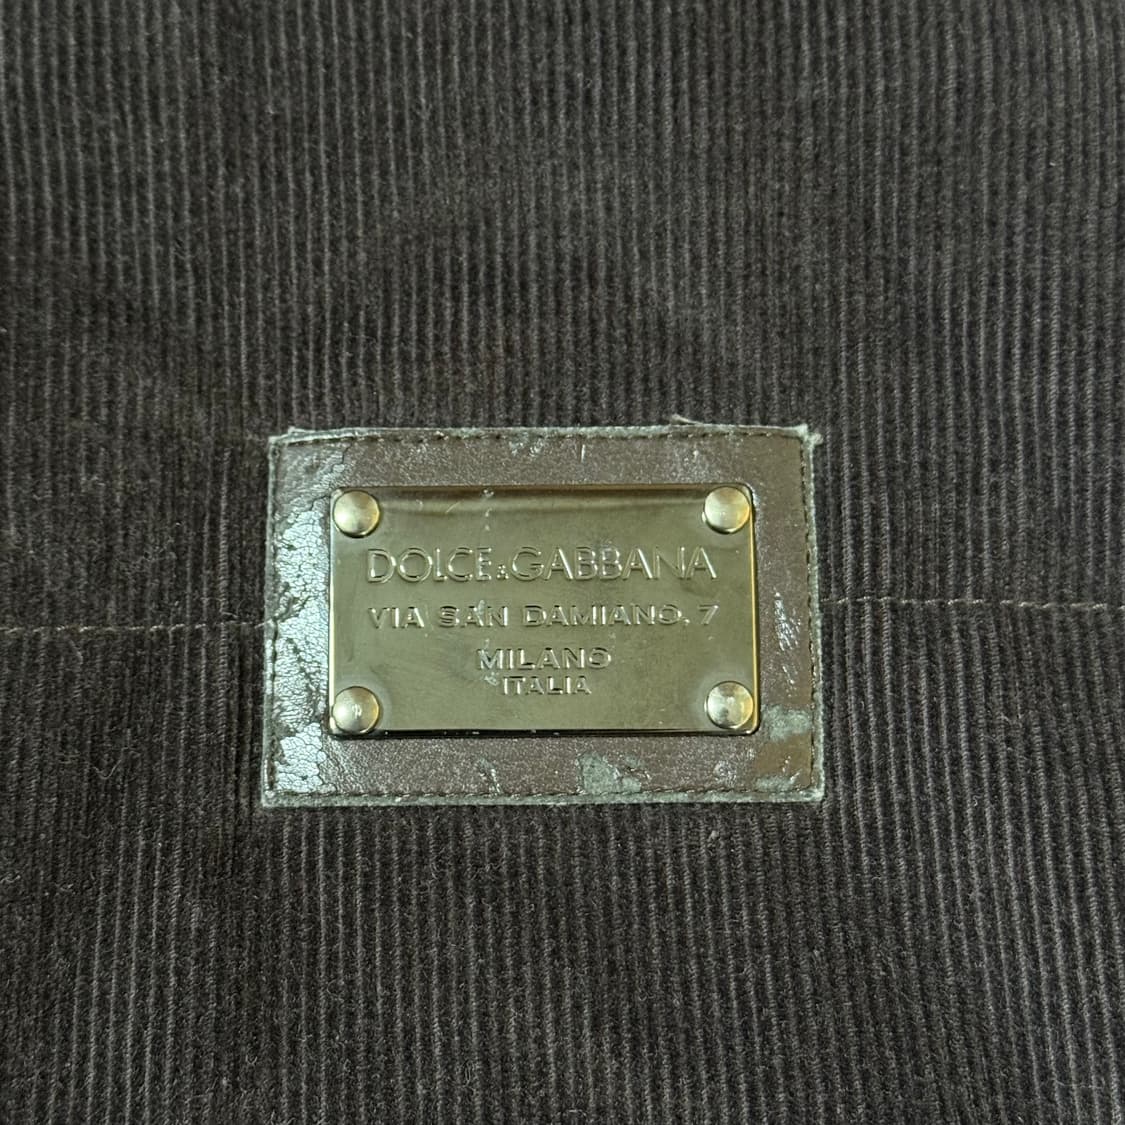 DOLCE&GABBANA
VIA SAN DAMIANO, 7
MILANO
ITALIA